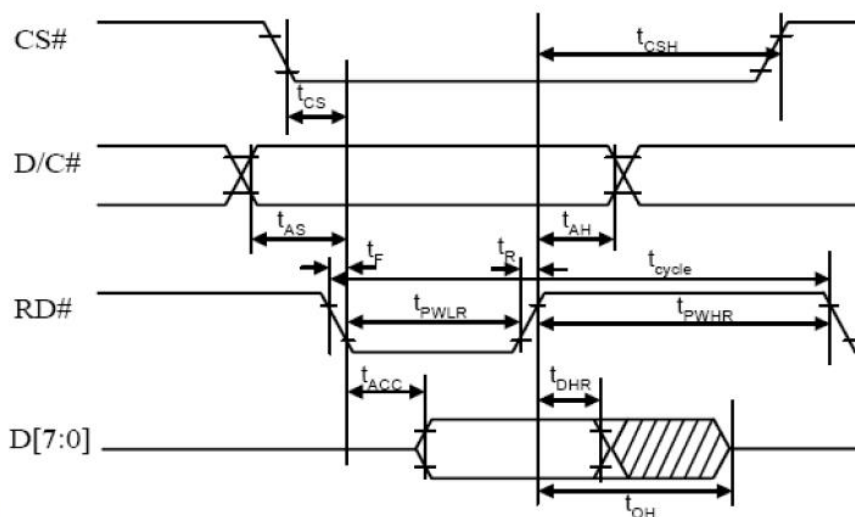 CS#
tCSH
tCS
D/C#
tAS
tAH
tF
tR
tcycle
RD#
tPWLR
tPWHR
tACC
tDHR
D[7:0]
tOH